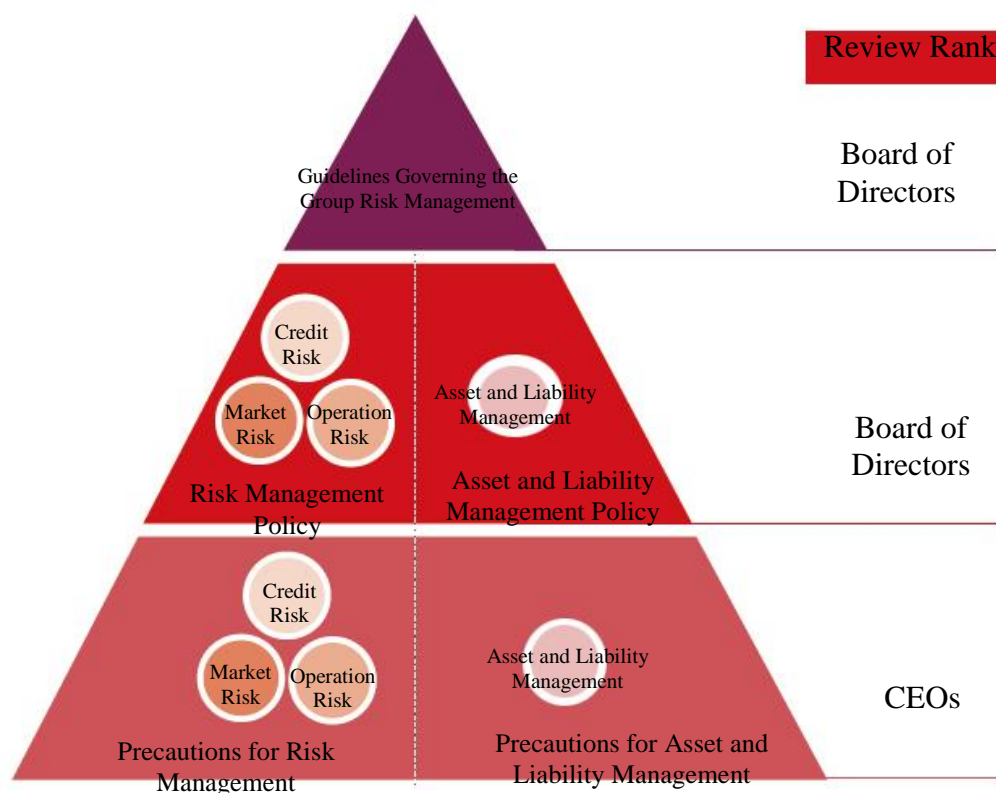 Review Rank
Guidelines Governing the
Group Risk Management
Board of
Directors
Credit
Risk
Market
Risk
Operation
Risk
Risk Management
Policy
Asset and Liability
Management
Asset and Liability
Management Policy
Board of
Directors
Credit
Risk
Market
Risk
Operation
Risk
Precautions for Risk
Management
Asset and Liability
Management
Precautions for Asset and
Liability Management
CEOs